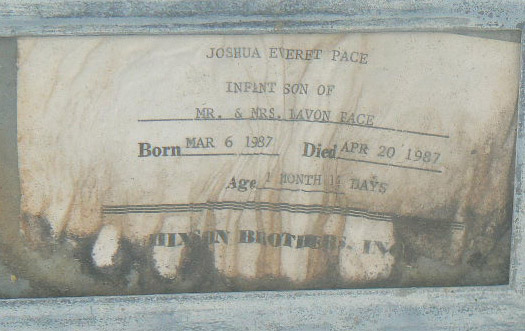 JOSHUA EVERET PACE
INFANT SON OF
MR. & MRS. LAVON PACE
Born MAR 6 1987 Died APR 20 1987
Age 1 MONTH 14 DAYS
HINSON BROTHERS, INC.